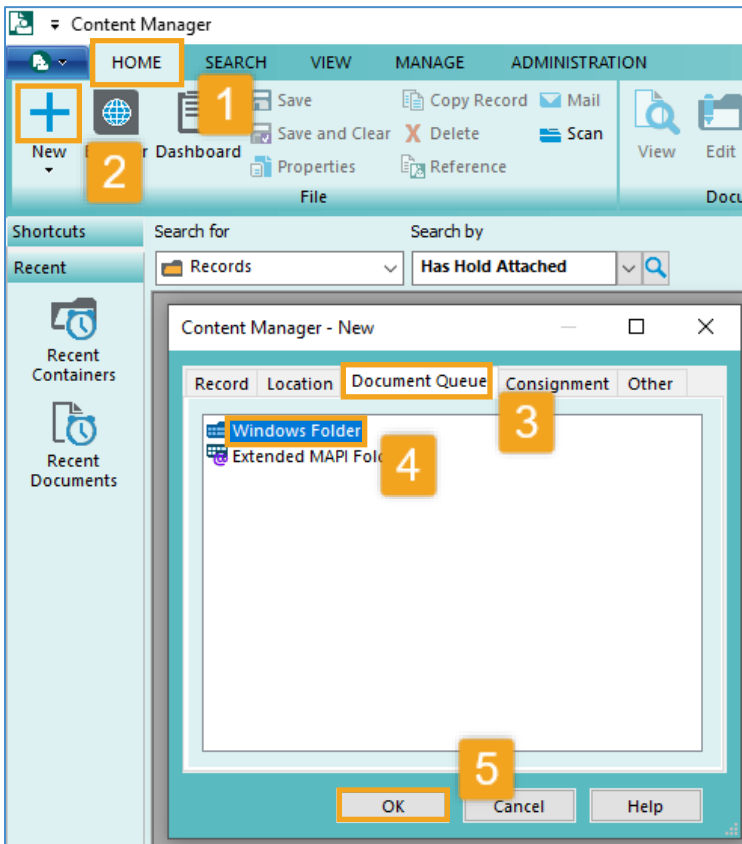 Content Manager
HOME SEARCH VIEW MANAGE ADMINISTRATION
1
Save Copy Record Mail
Save and Clear Delete Scan
New Dashboard View Edit
2
Properties Reference
File
Shortcuts Search for Search by
Recent Records Has Hold Attached
Content Manager - New
Recent
Containers
Record Location Document Queue Consignment Other
3
Windows Folder
4
Extended MAPI
Recent
Documents
5
OK Cancel Help